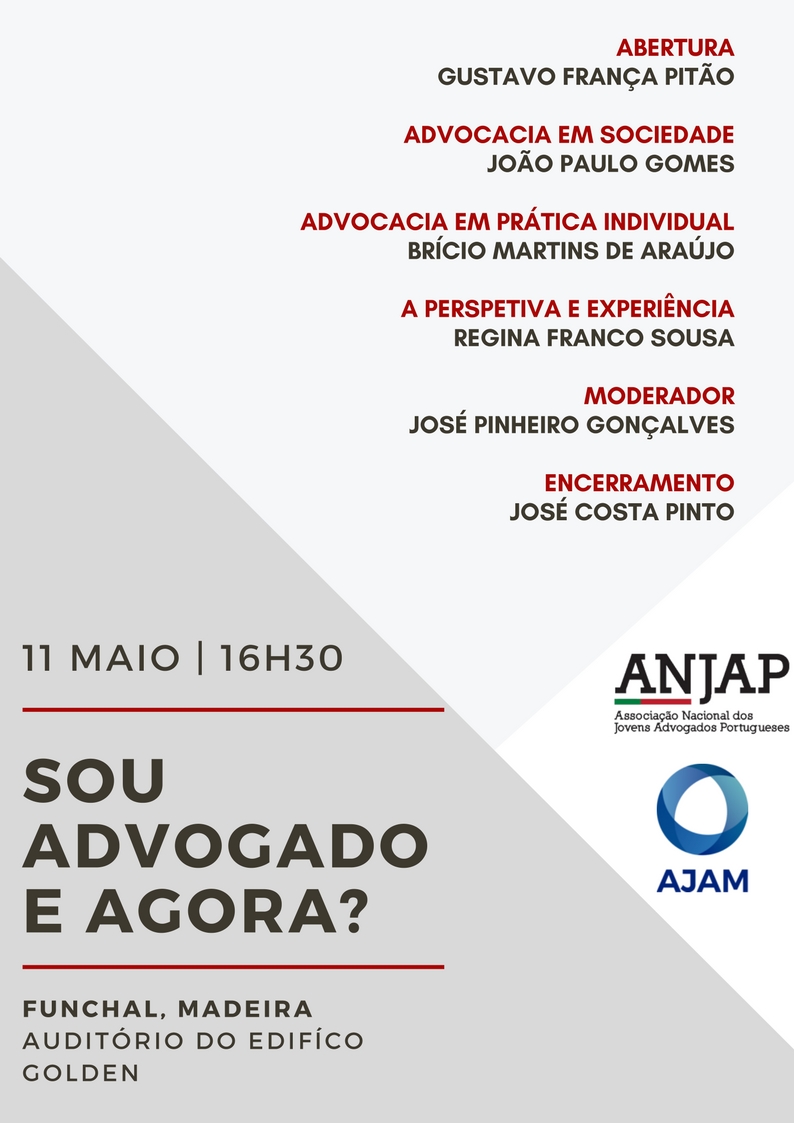 ABERTURA
GUSTAVO FRANÇA PITÃO
ADVOCACIA EM SOCIEDADE
JOÃO PAULO GOMES
ADVOCACIA EM PRÁTICA INDIVIDUAL
BRÍCIO MARTINS DE ARAÚJO
A PERSPETIVA E EXPERIÊNCIA
REGINA FRANCO SOUSA
MODERADOR
JOSÉ PINHEIRO GONÇALVES
ENCERRAMENTO
JOSÉ COSTA PINTO
11 MAIO | 16H30
SOU
ADVOGADO
E AGORA?
FUNCHAL, MADEIRA
AUDITÓRIO DO EDIFÍCO
GOLDEN
ANJAP
Associação Nacional dos
Jovens Advogados Portugueses
AJAM